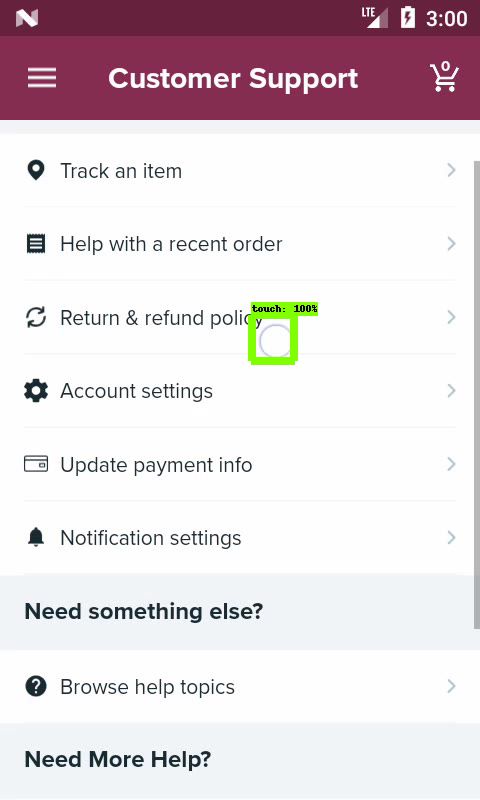 LTE
3:00
Customer Support
0
Track an item
Help with a recent order
touch: 100%
Return & refund policy
Account settings
Update payment info
Notification settings
Need something else?
Browse help topics
Need More Help?